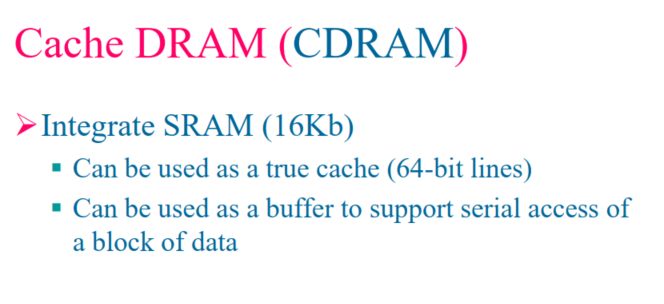 Cache DRAM (CDRAM)
➢Integrate SRAM (16Kb)
▪ Can be used as a true cache (64-bit lines)
▪ Can be used as a buffer to support serial access of
a block of data